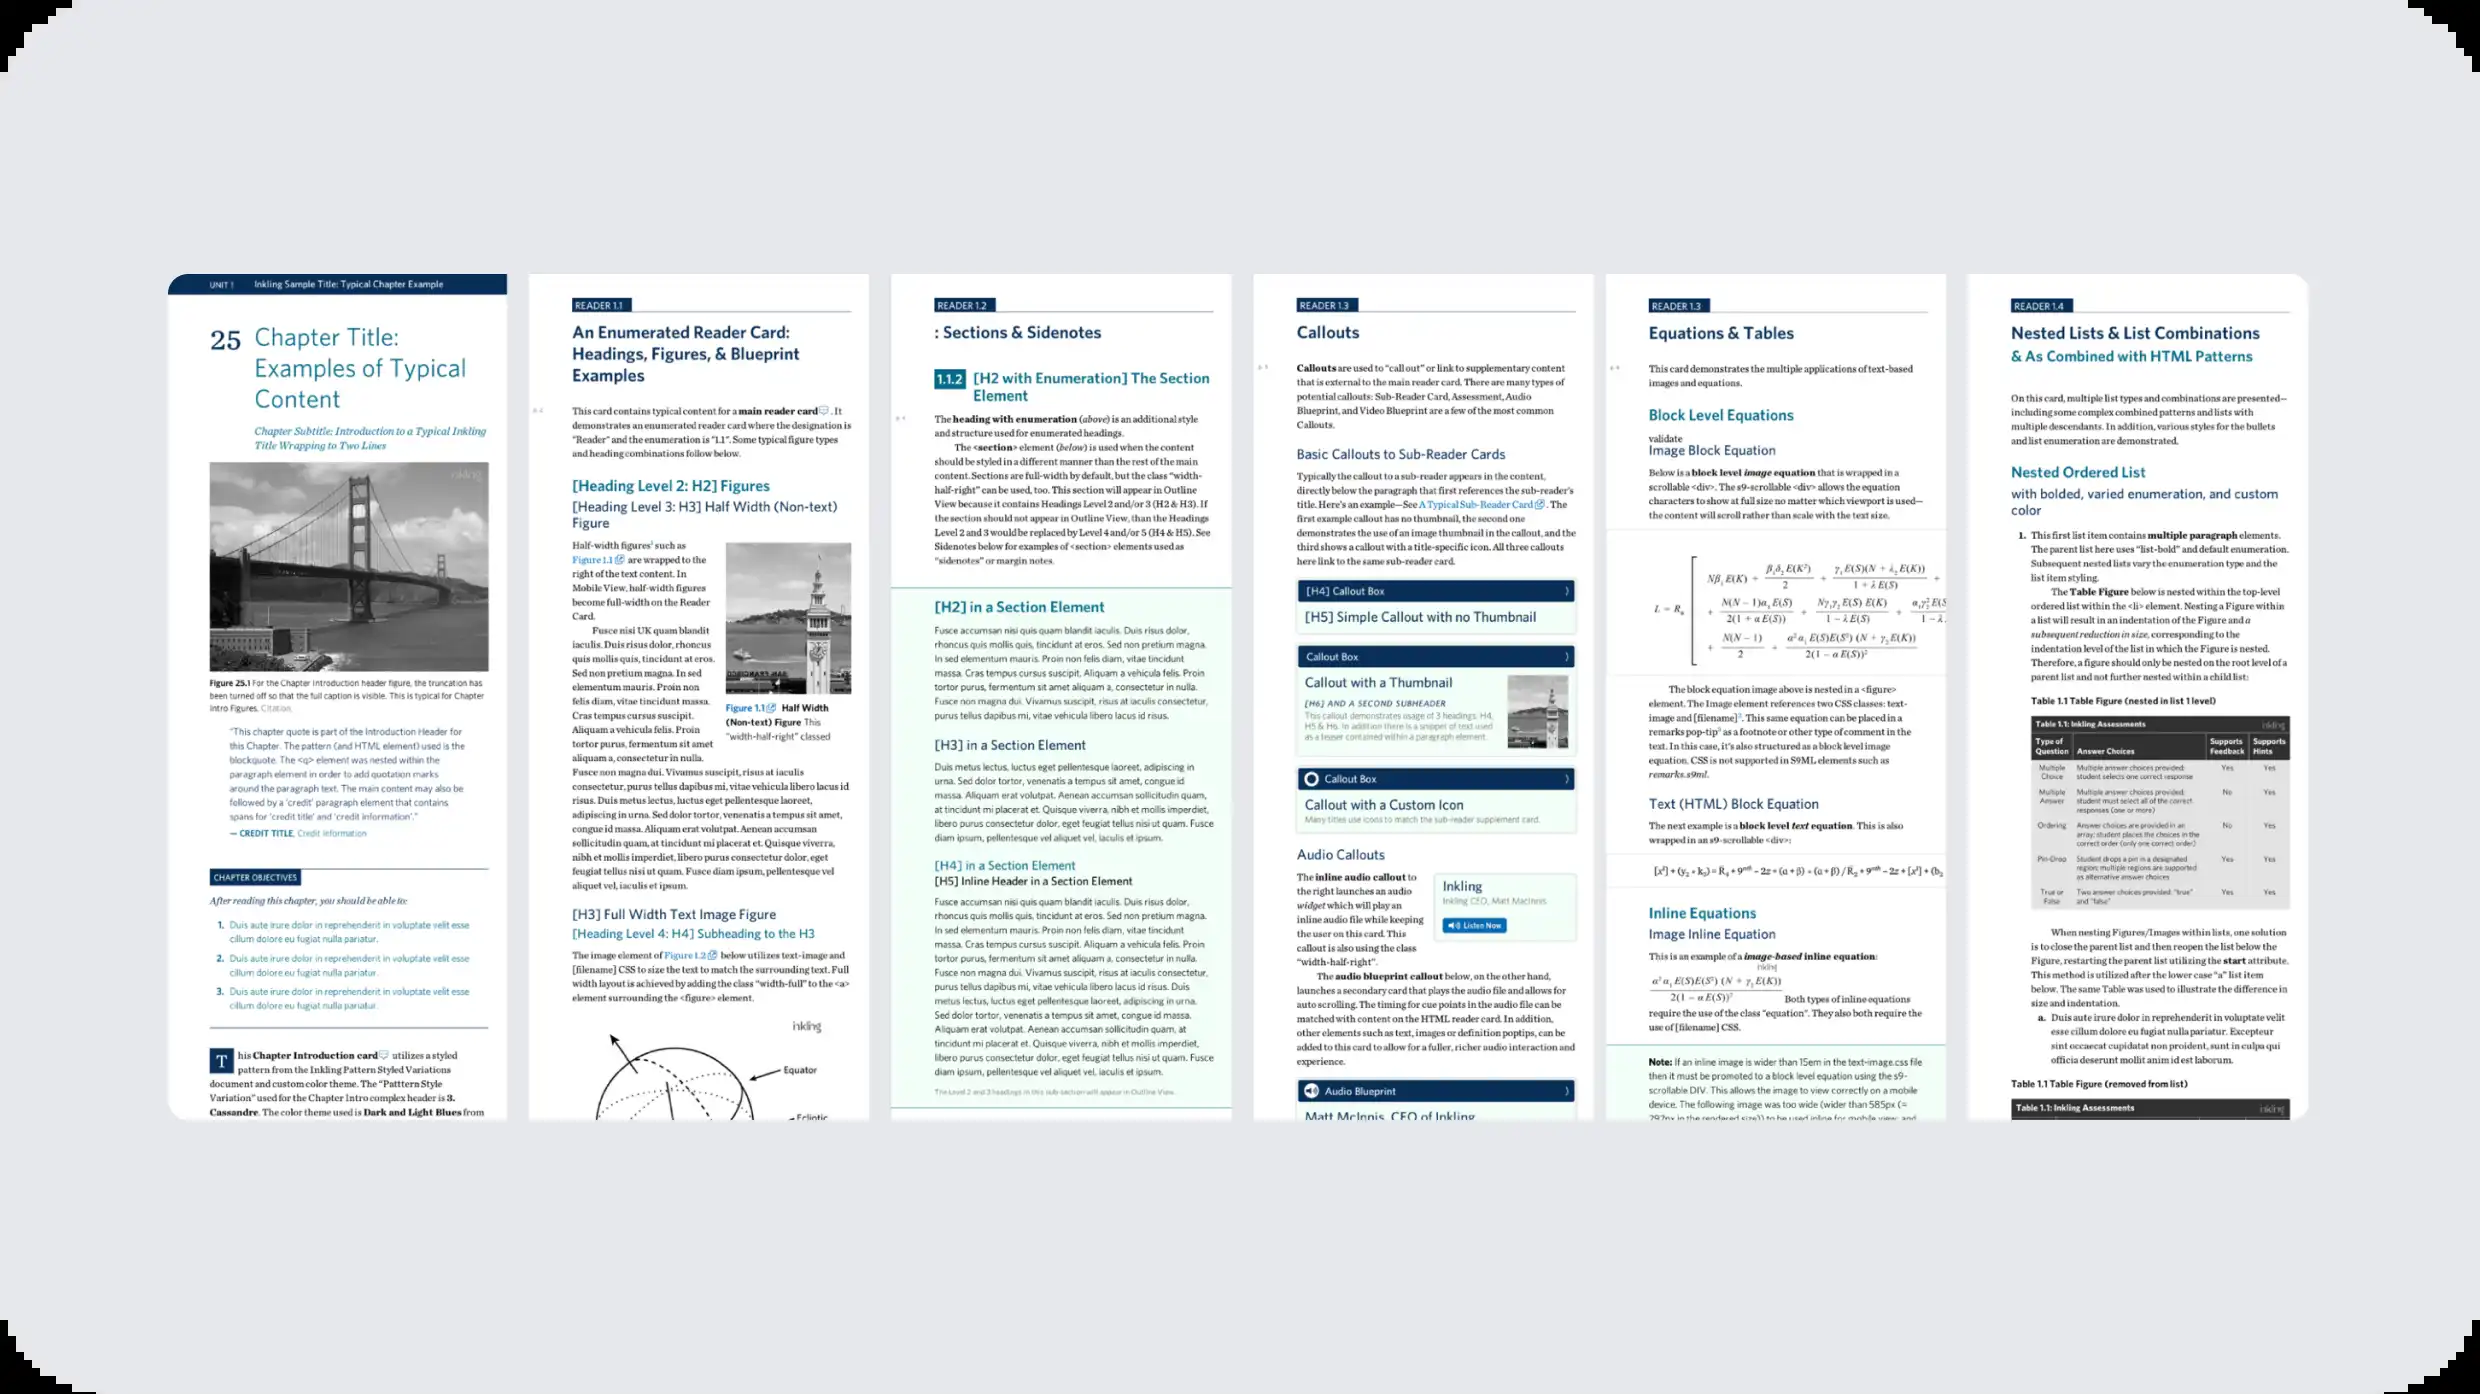 UNIT 1 Inkling Sample Title: Typical Chapter Example
25 Chapter Title:
Examples of Typical
Content
Chapter Subtitle: Introduction to a Typical Inkling
Title Wrapping to Two Lines
inkling
Figure 25.1 For the Chapter Introduction header figure, the truncation has
been turned off so that the full caption is visible. This is typical for Chapter
Intro Figures. Citation.
"This chapter quote is part of the Introduction Header for
this Chapter. The pattern (and HTML element) used is the
blockquote. The <q> element was nested within the
paragraph element in order to add quotation marks
around the paragraph text. The main content may also be
followed by a 'credit' paragraph element that contains
spans for 'credit title' and 'credit information'."
— CREDIT TITLE, Credit Information
CHAPTER OBJECTIVES
After reading this chapter, you should be able to:
1. Duis aute irure dolor in reprehenderit in voluptate velit esse
cillum dolore eu fugiat nulla pariatur.
2. Duis aute irure dolor in reprehenderit in voluptate velit esse
cillum dolore eu fugiat nulla pariatur.
3. Duis aute irure dolor in reprehenderit in voluptate velit esse
cillum dolore eu fugiat nulla pariatur.
This Chapter Introduction card utilizes a styled
pattern from the Inkling Pattern Styled Variations
document and custom color theme. The "Patttern Style
Variation" used for the Chapter Intro complex header is 3.
Cassandre. The color theme used is Dark and Light Blues from
READER 1.1
An Enumerated Reader Card:
Headings, Figures, & Blueprint
Examples
This card contains typical content for a main reader card. It
demonstrates an enumerated reader card where the designation is
"Reader" and the enumeration is "1.1". Some typical figure types
and heading combinations follow below.
[Heading Level 2: H2] Figures
[Heading Level 3: H3] Half Width (Non-text)
Figure
Half-width figures¹ such as
Figure 1.1 are wrapped to the
right of the text content. In
Mobile View, half-width figures
become full-width on the Reader
Card.
Fusce nisi UK quam blandit
iaculis. Duis risus dolor, rhoncus
quis mollis quis, tincidunt at eros.
Sed non pretium magna. In sed
elementum mauris. Proin non
felis diam, vitae tincidunt massa.
Cras tempus cursus suscipit.
Aliquam a vehicula felis. Proin
tortor purus, fermentum sit amet
aliquam a, consectetur in nulla.
Figure 1.1 Half Width
(Non-text) Figure This
"width-half-right" classed
Fusce non magna dui. Vivamus suscipit, risus at iaculis
consectetur, purus elit dapibus mi, vitae vehicula libero lacus id
risus. Duis metus lectus, luctus eget pellentesque laoreet,
adipiscing in urna. Sed dolor tortor, venenatis a tempus sit amet,
congue id massa. Aliquam erat volutpat. Aenean accumsan
sollicitudin quam, at tincidunt mi placerat et. Quisque viverra,
nibh et mollis imperdiet, libero purus consectetur dolor, eget
feugiat tellus nisi ut quam. Fusce diam ipsum, pellentesque vel
aliquet vel, iaculis et ipsum.
[H3] Full Width Text Image Figure
[Heading Level 4: H4] Subheading to the H3
The image element of Figure 1.2 below utilizes text-image and
[filename] CSS to size the text to match the surrounding text. Full
width layout is achieved by adding the class "width-full" to the <a>
element surrounding the <figure> element.
inkling
Equator
Ecliptic
READER 1.2
: Sections & Sidenotes
1.1.2 [H2 with Enumeration] The Section
Element
The heading with enumeration (above) is an additional style
and structure used for enumerated headings.
The <section> element (below) is used when the content
should be styled in a different manner than the rest of the main
content. Sections are full-width by default, but the class "width-
half-right" can be used, too. This section will appear in Outline
View because it contains Headings Level 2 and/or 3 (H2 & H3). If
the section should not appear in Outline View, than the Headings
Level 2 and 3 would be replaced by Level 4 and/or 5 (H4 & H5). See
Sidenotes below for examples of <section> elements used as
"sidenotes" or margin notes.
[H2] in a Section Element
Fusce accumsan nisi quis quam blandit iaculis. Duis risus dolor,
rhoncus quis mollis quis, tincidunt at eros. Sed non pretium magna.
In sed elementum mauris. Proin non felis diam, vitae tincidunt
massa. Cras tempus cursus suscipit. Aliquam a vehicula felis. Proin
tortor purus, fermentum sit amet aliquam a, consectetur in nulla.
Fusce non magna dui. Vivamus suscipit, risus at iaculis consectetur,
purus tellus dapibus mi, vitae vehicula libero lacus id risus.
[H3] in a Section Element
Duis metus lectus, luctus eget pellentesque laoreet, adipiscing in
urna. Sed dolor tortor, venenatis a tempus sit amet, congue id
massa. Aliquam erat volutpat. Aenean accumsan sollicitudin quam,
at tincidunt mi placerat et. Quisque viverra, nibh et mollis imperdiet,
libero purus consectetur dolor, eget feugiat tellus nisi ut quam. Fusce
diam ipsum, pellentesque vel aliquet vel, iaculis et ipsum.
[H4] in a Section Element
[H5] Inline Header in a Section Element
Fusce accumsan nisi quis quam blandit iaculis. Duis risus dolor,
rhoncus quis mollis quis, tincidunt at eros. Sed non pretium magna.
In sed elementum mauris. Proin non felis diam, vitae tincidunt
massa. Cras tempus cursus suscipit. Aliquam a vehicula felis. Proin
tortor purus, fermentum sit amet aliquam a, consectetur in nulla.
Fusce non magna dui. Vivamus suscipit, risus at iaculis consectetur,
purus tellus dapibus mi, vitae vehicula libero lacus id risus. Duis
metus lectus, luctus eget pellentesque laoreet, adipiscing in urna.
Sed dolor tortor, venenatis a tempus sit amet, congue id massa.
Aliquam erat volutpat. Aenean accumsan sollicitudin quam, at
tincidunt mi placerat et. Quisque viverra, nibh et mollis imperdiet,
libero purus consectetur dolor, eget feugiat tellus nisi ut quam. Fusce
diam ipsum, pellentesque vel aliquet vel, iaculis et ipsum.
The Level 2 and 3 headings in this sub-section will appear in Outline View.
READER 1.3
Callouts
Callouts are used to "call out" or link to supplementary content
that is external to the main reader card. There are many types of
potential callouts: Sub-Reader Card, Assessment, Audio
Blueprint, and Video Blueprint are a few of the most common
Callouts.
Basic Callouts to Sub-Reader Cards
Typically the callout to a sub-reader appears in the content,
directly below the paragraph that first references the sub-reader's
title. Here's an example—See A Typical Sub-Reader Card. The
first example callout has no thumbnail, the second one
demonstrates the use of an image thumbnail in the callout, and the
third shows a callout with a title-specific icon. All three callouts
here link to the same sub-reader card.
[H4] Callout Box
[H5] Simple Callout with no Thumbnail
Callout Box
Callout with a Thumbnail
[H6] AND A SECOND SUBHEADER
This callout demonstrates usage of 3 headings: H4,
H5 & H6. In addition there is a snippet of text used
as a teaser contained within a paragraph element.
Callout Box
Callout with a Custom Icon
Many titles use icons to match the sub-reader supplement card.
Audio Callouts
The inline audio callout to
the right launches an audio
widget which will play an
inline audio file while keeping
the user on this card. This
callout is also using the class
"width-half-right".
Inkling
Inkling CEO, Matt MacInnis.
Listen Now
The audio blueprint callout below, on the other hand,
launches a secondary card that plays the audio file and allows for
auto scrolling. The timing for cue points in the audio file can be
matched with content on the HTML reader card. In addition,
other elements such as text, images or definition poptips, can be
added to this card to allow for a fuller, richer audio interaction and
experience.
Audio Blueprint
Matt McInnis, CEO of Inkling
READER 1.3
Equations & Tables
This card demonstrates the multiple applications of text-based
images and equations.
Block Level Equations
validate
Image Block Equation
Below is a block level image equation that is wrapped in a
scrollable <div>. The s9-scrollable <div> allows the equation
characters to show at full size no matter which viewport is used—
the content will scroll rather than scale with the text size.
The block equation image above is nested in a <figure>
element. The Image element references two CSS classes: text-
image and [filename]. This same equation can be placed in a
remarks pop-tip as a footnote or other type of comment in the
text. In this case, it's also structured as a block level image
equation. CSS is not supported in S9ML elements such as
remarks.s9ml.
Text (HTML) Block Equation
The next example is a block level text equation. This is also
wrapped in an s9-scrollable <div>:
Inline Equations
Image Inline Equation
This is an example of a image-based inline equation:
inkling
α²α₁E(S)E(S²) (N + γ₂E(K))
2(1 − αE(S))² Both types of inline equations
require the use of the class "equation". They also both require the
use of [filename] CSS.
Note: If an inline image is wider than 15em in the text-image.css file
then it must be promoted to a block level equation using the s9-
scrollable DIV. This allows the image to view correctly on a mobile
device. The following image was too wide (wider than 585px (=
292px in the rendered size)) to be used inline for mobile view, and
READER 1.4
Nested Lists & List Combinations
& As Combined with HTML Patterns
On this card, multiple list types and combinations are presented—
including some complex combined patterns and lists with
multiple descendants. In addition, various styles for the bullets
and list enumeration are demonstrated.
Nested Ordered List
with bolded, varied enumeration, and custom
color
1. This first list item contains multiple paragraph elements.
The parent list here uses "list-bold" and default enumeration.
Subsequent nested lists vary the enumeration type and the
list item styling.
The Table Figure below is nested within the top-level
ordered list within the <li> element. Nesting a Figure within
a list will result in an indentation of the Figure and a
subsequent reduction in size, corresponding to the
indentation level of the list in which the Figure is nested.
Therefore, a figure should only be nested on the root level of a
parent list and not further nested within a child list:
Table 1.1 Table Figure (nested in list 1 level)
Table 1.1: Inkling Assessments inkling
Type of Question Answer Choices Supports Feedback Supports Hints
Multiple Choice Multiple answer choices provided; student selects one correct response Yes Yes
Multiple Answer Multiple answer choices provided; student must select all of the correct responses (one or more) No Yes
Ordering Answer choices are provided in an array; student places the choices in the correct order (only one correct order) No Yes
Pin-Drop Student drops a pin in a designated region; multiple regions are supported as alternative answer choices Yes Yes
True or False Two answer choices provided: "true" and "false" Yes Yes
When nesting Figures/Images within lists, one solution
is to close the parent list and then reopen the list below the
Figure, restarting the parent list utilizing the start attribute.
This method is utilized after the lower case "a" list item
below. The same Table was used to illustrate the difference in
size and indentation.
a. Duis aute irure dolor in reprehenderit in voluptate velit
esse cillum dolore eu fugiat nulla pariatur. Excepteur
sint occaecat cupidatat non proident, sunt in culpa qui
officia deserunt mollit anim id est laborum.
Table 1.1 Table Figure (removed from list)
Table 1.1: Inkling Assessments inkling